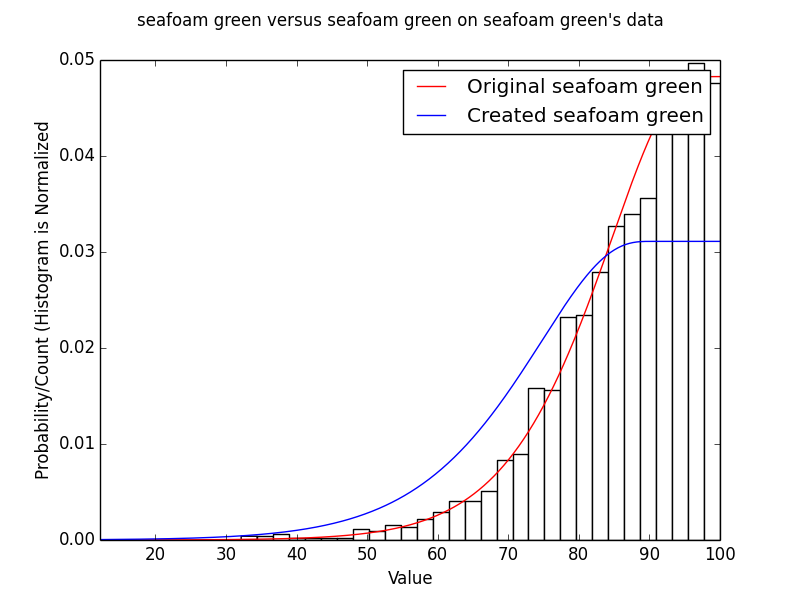 seafoam green versus seafoam green on seafoam green's data
Original seafoam green
Created seafoam green
Probability/Count (Histogram is Normalized
0.05
0.04
0.03
0.02
0.01
0.00
20 30 40 50 60 70 80 90 100
Value